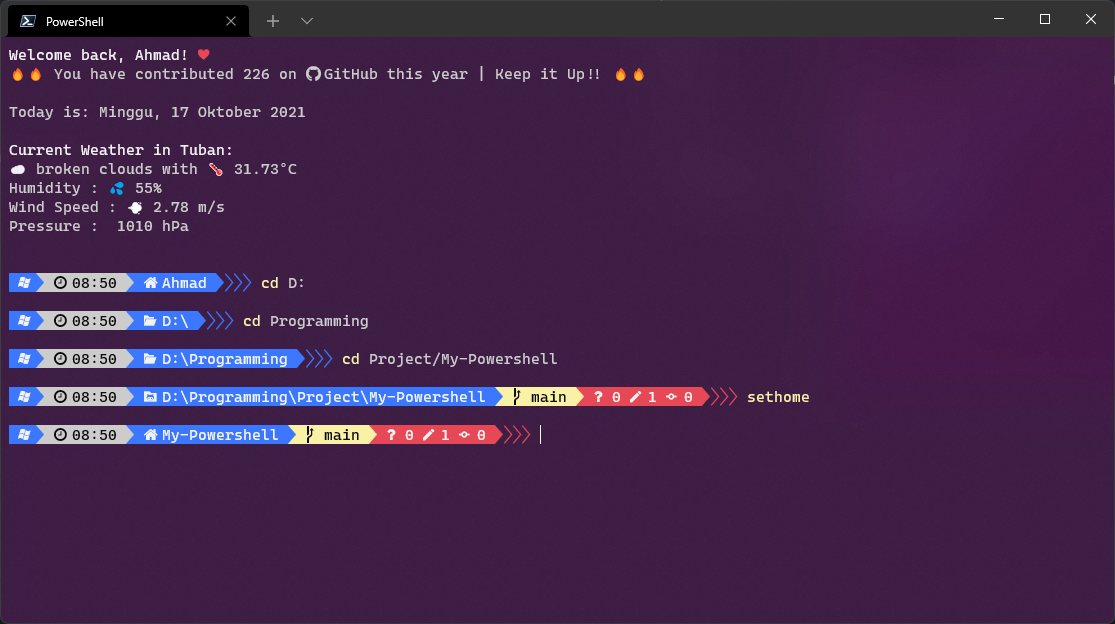 PowerShell
Welcome back, Ahmad! ❤
🔥🔥 You have contributed 226 on GitHub this year | Keep it Up!! 🔥🔥
Today is: Minggu, 17 Oktober 2021
Current Weather in Tuban:
☁ broken clouds with 🌡 31.73°C
Humidity : 💦 55%
Wind Speed : 💨 2.78 m/s
Pressure : 1010 hPa
08:50 Ahmad cd D:
08:50 D:\ cd Programming
08:50 D:\Programming cd Project/My-Powershell
08:50 D:\Programming\Project\My-Powershell main ? 0 1 0 sethome
08:50 My-Powershell main ? 0 1 0